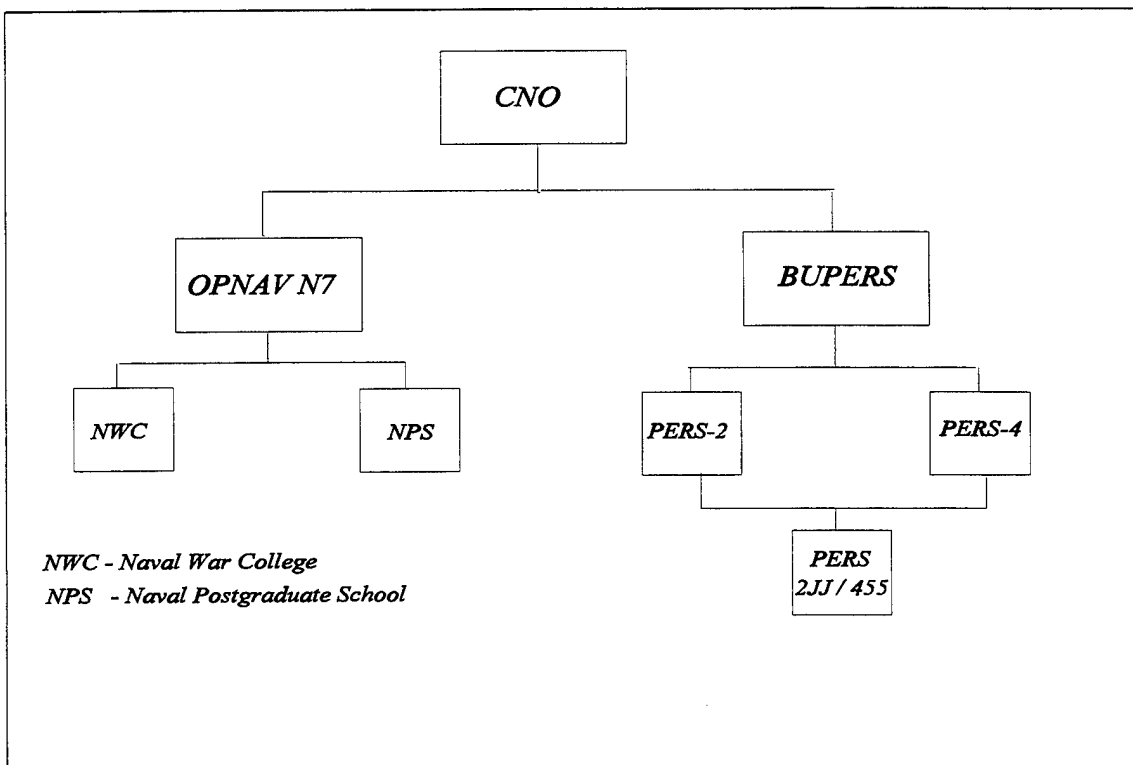 CNO
OPNAV N7
BUPERS
NWC
NPS
PERS-2
PERS-4
PERS
2JJ / 455
NWC - Naval War College
NPS - Naval Postgraduate School